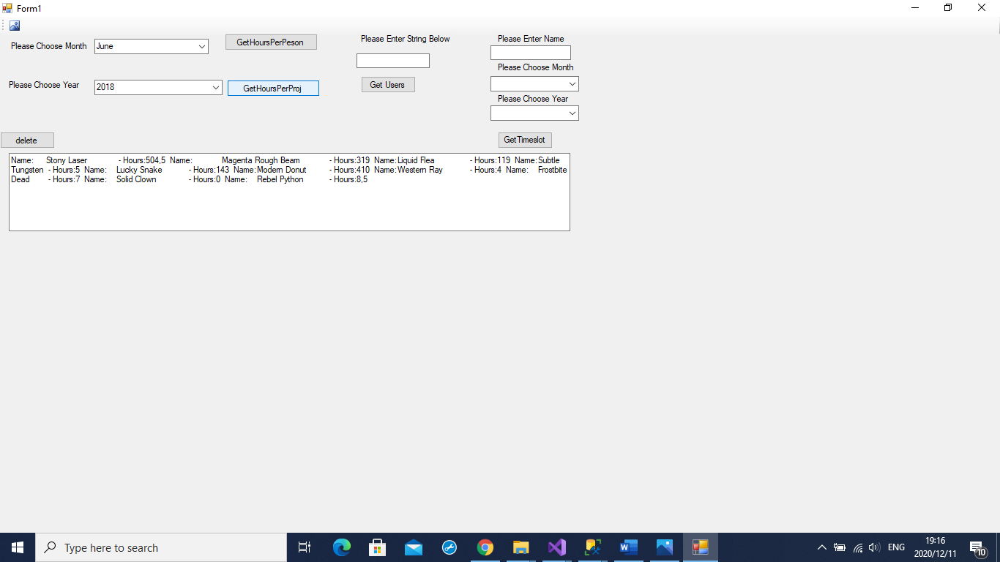 Form1
Please Choose Month June GetHoursPerPeson Please Enter String Below Please Enter Name
Please Choose Month
Please Choose Year 2018 GetHoursPerProj Get Users
Please Choose Year
delete GetTimeslot
Name: Stony Laser - Hours:504,5 Name: Magenta Rough Beam - Hours:319 Name:Liquid Flea - Hours:119 Name:Subtle
Tungsten - Hours:5 Name: Lucky Snake - Hours:143 Name:Modern Donut - Hours:410 Name:Western Ray - Hours:4 Name: Frostbite
Dead - Hours:7 Name: Solid Clown - Hours:0 Name: Rebel Python - Hours:8,5
Type here to search ENG 19:16
2020/12/11 10